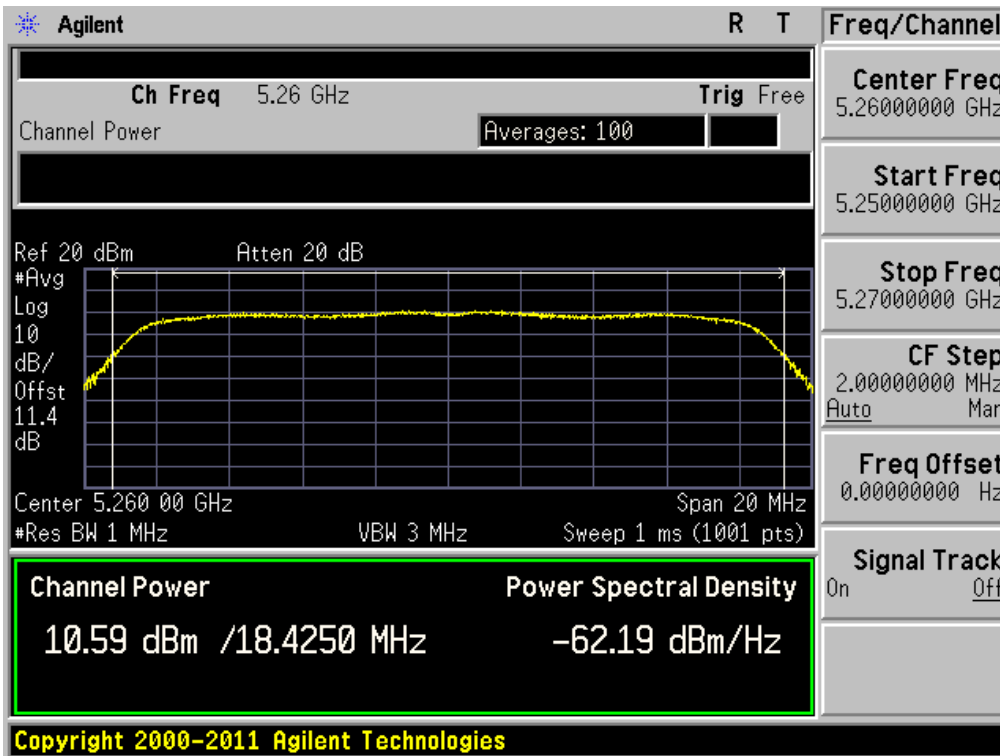 Agilent R T Freq/Channel
Ch Freq 5.26 GHz Trig Free
Channel Power Averages: 100
Center Freq
5.26000000 GHz
Start Freq
5.25000000 GHz
Stop Freq
5.27000000 GHz
CF Step
2.00000000 MHz
Auto Man
Freq Offset
0.00000000 Hz
Signal Track
On Off
Ref 20 dBm Atten 20 dB
#Avg
Log
10
dB/
Offst
11.4
dB
Center 5.260 00 GHz Span 20 MHz
#Res BW 1 MHz VBW 3 MHz Sweep 1 ms (1001 pts)
Channel Power Power Spectral Density
10.59 dBm /18.4250 MHz -62.19 dBm/Hz
Copyright 2000-2011 Agilent Technologies